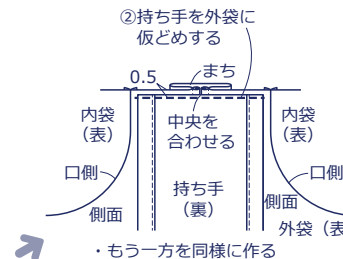 ②持ち手を外袋に
仮どめする
0.5
まち
内袋
（表）
中央を
合わせる
内袋
（表）
口側
口側
持ち手
（裏）
側面
側面
外袋（表
・もう一方を同様に作る